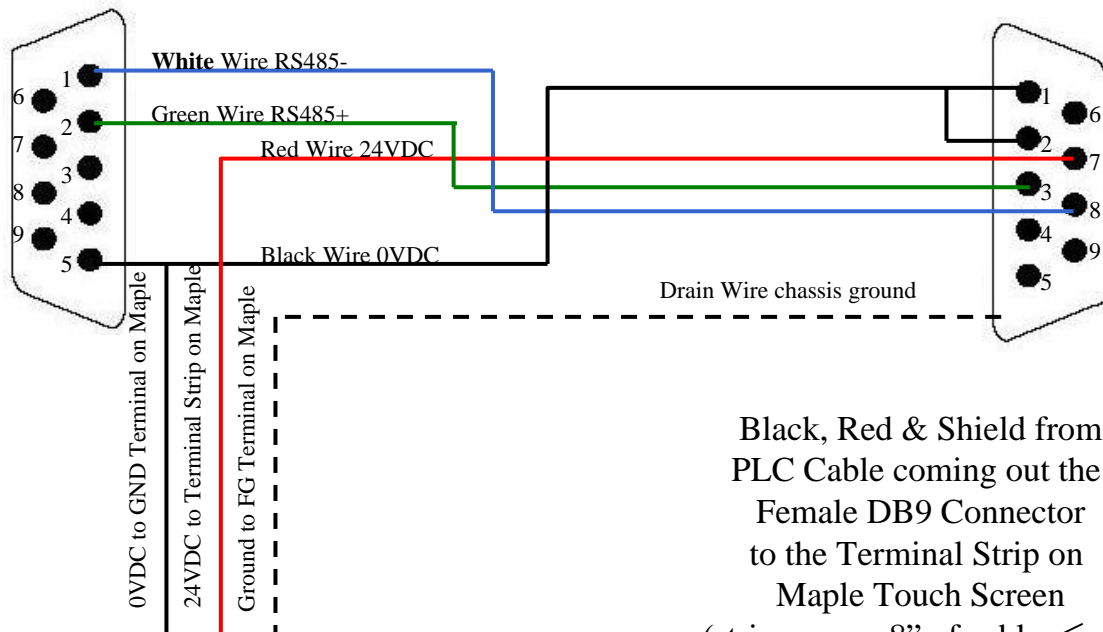 White Wire RS485-
Green Wire RS485+
Red Wire 24VDC
Black Wire 0VDC
1
6
2
7
3
8
4
9
5
1
6
2
7
3
8
4
9
5
Drain Wire chassis ground
0VDC to GND Terminal on Maple
24VDC to Terminal Strip on Maple
Ground to FG Terminal on Maple
Black, Red & Shield from
PLC Cable coming out the
Female DB9 Connector
to the Terminal Strip on
Maple Touch Screen
8" of